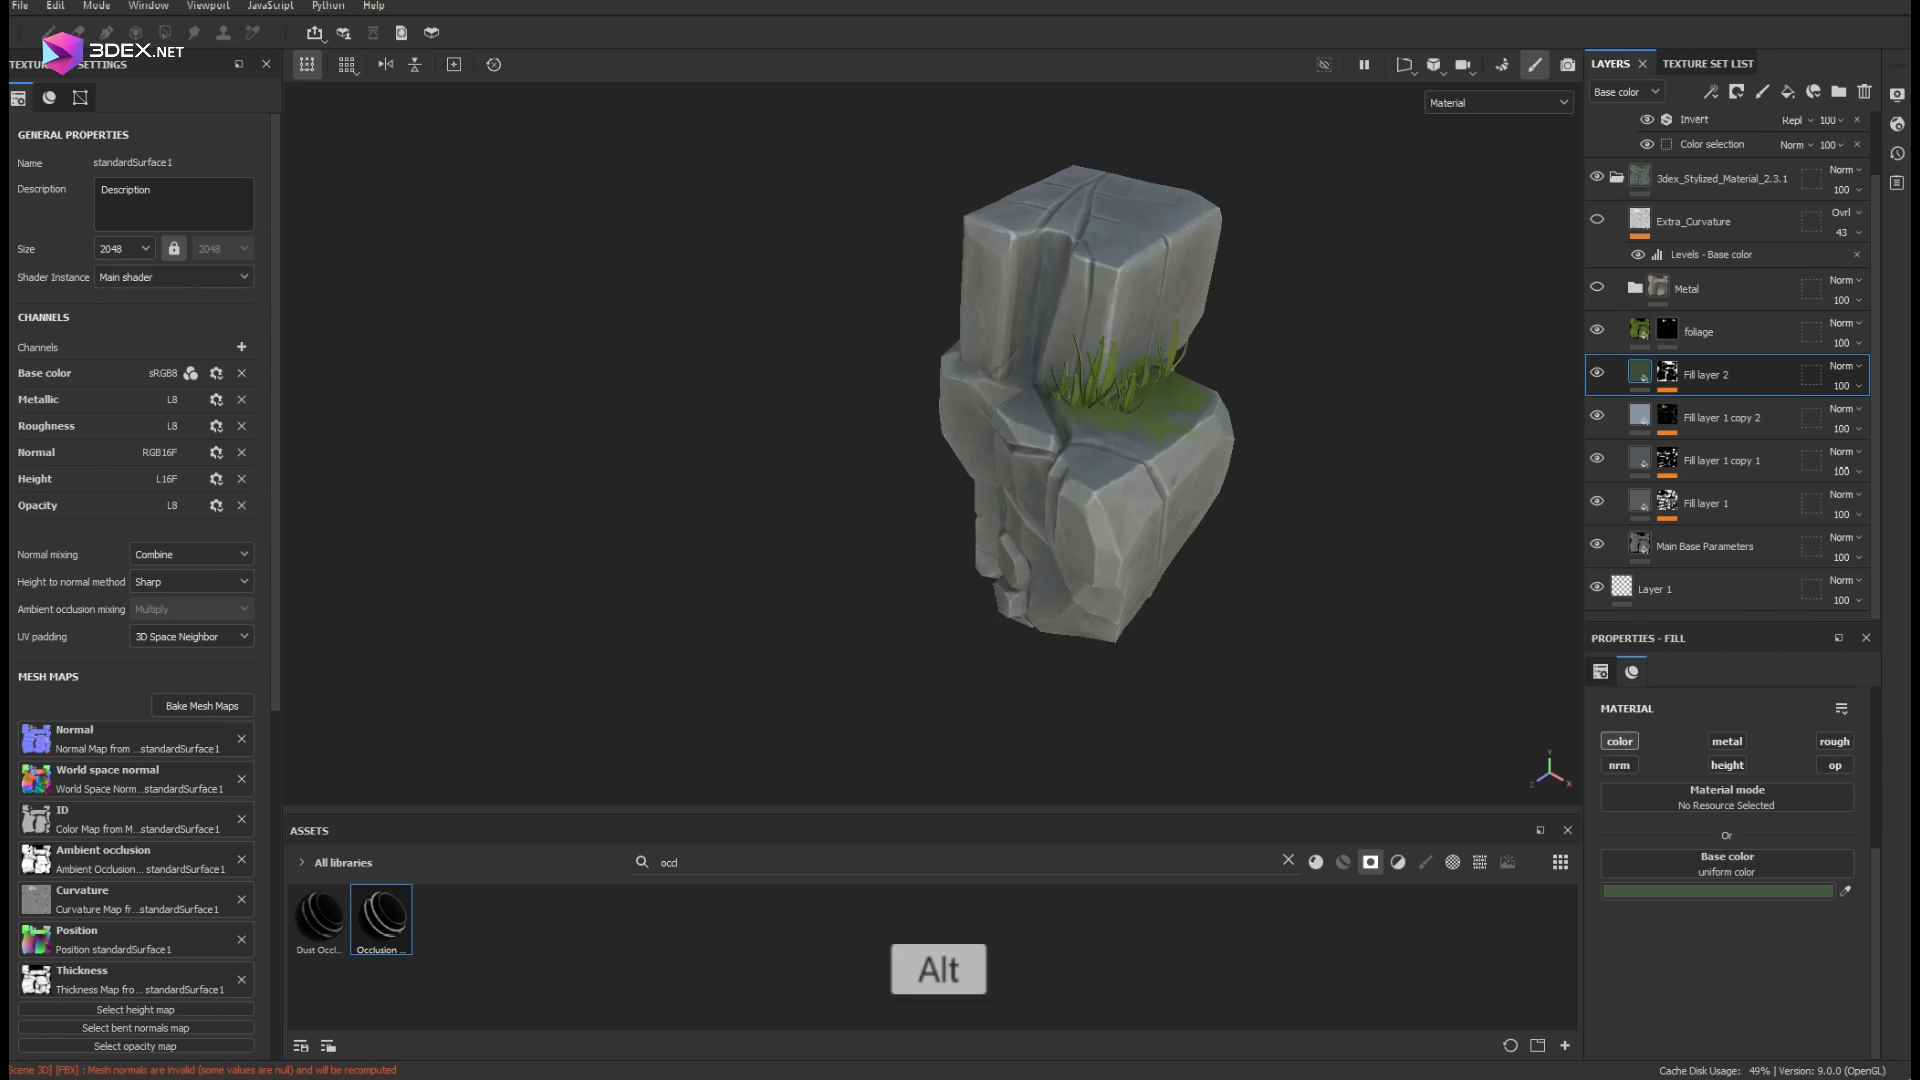 File Edit Mode Window Viewport JavaScript Python Help
3DEX.NET
GENERAL PROPERTIES
Name standardSurface1
Description Description
Size 2048 2048
Shader Instance Main shader
CHANNELS
Channels
Base color sRGB8
Metallic L8
Roughness L8
Normal RGB16F
Height L16F
Opacity L8
Normal mixing Combine
Height to normal method Sharp
Ambient occlusion mixing Multiply
UV padding 3D Space Neighbor
MESH MAPS
Bake Mesh Maps
Normal
Normal Map from ...standardSurface1
World space normal
World Space Norm...standardSurface1
ID
Color Map from M...standardSurface1
Ambient occlusion
Ambient Occlusion...standardSurface1
Curvature
Curvature Map fr...standardSurface1
Position
Position standardSurface1
Thickness
Thickness Map fro...standardSurface1
Select height map
Select bent normals map
Select opacity map
Material
ASSETS
All libraries
occl
Dust Occl...
Occlusion ...
Alt
LAYERS TEXTURE SET LIST
Base color
Invert Repl 100
Color selection Norm 100
3dex_Stylized_Material_2.3.1 Norm
100
Extra_Curvature Ovrl
43
Levels - Base color
Metal Norm
100
foliage Norm
100
Fill layer 2 Norm
100
Fill layer 1 copy 2 Norm
100
Fill layer 1 copy 1 Norm
100
Fill layer 1 Norm
100
Main Base Parameters Norm
100
Layer 1 Norm
100
PROPERTIES - FILL
MATERIAL
color metal rough
nrm height op
Material mode
No Resource Selected
Or
Base color
uniform color
Scene 3D] [FBX] : Mesh normals are invalid (some values are null) and will be recomputed
Cache Disk Usage: 49% | Version: 9.0.0 (OpenGL)